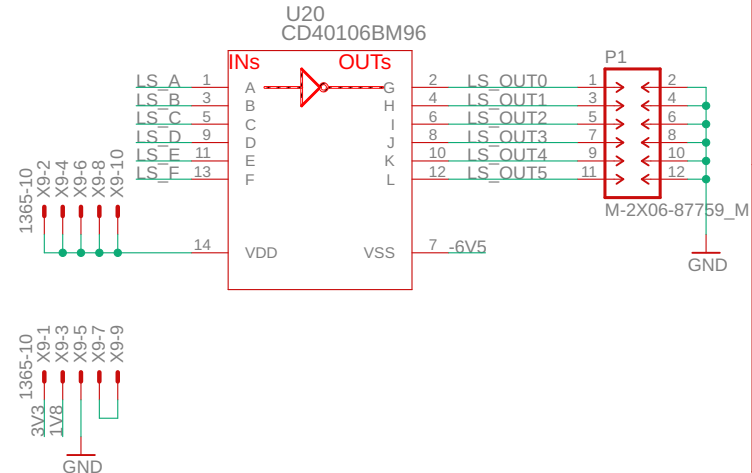 U20
CD40106BM96
INs OUTs
P1
LS_A 1 A G 2 LS_OUT0 1 2
LS_B 3 B H 4 LS_OUT1 3 4
LS_C 5 C I 6 LS_OUT2 5 6
LS_D 9 D J 8 LS_OUT3 7 8
LS_E 11 E K 10 LS_OUT4 9 10
LS_F 13 F L 12 LS_OUT5 11 12
M-2X06-87759_M
1365-10
X9-2
X9-4
X9-6
X9-8
X9-10
14 VDD VSS 7 -6V5
GND
1365-10
X9-1
X9-3
X9-5
X9-7
X9-9
3V3
1V8
GND